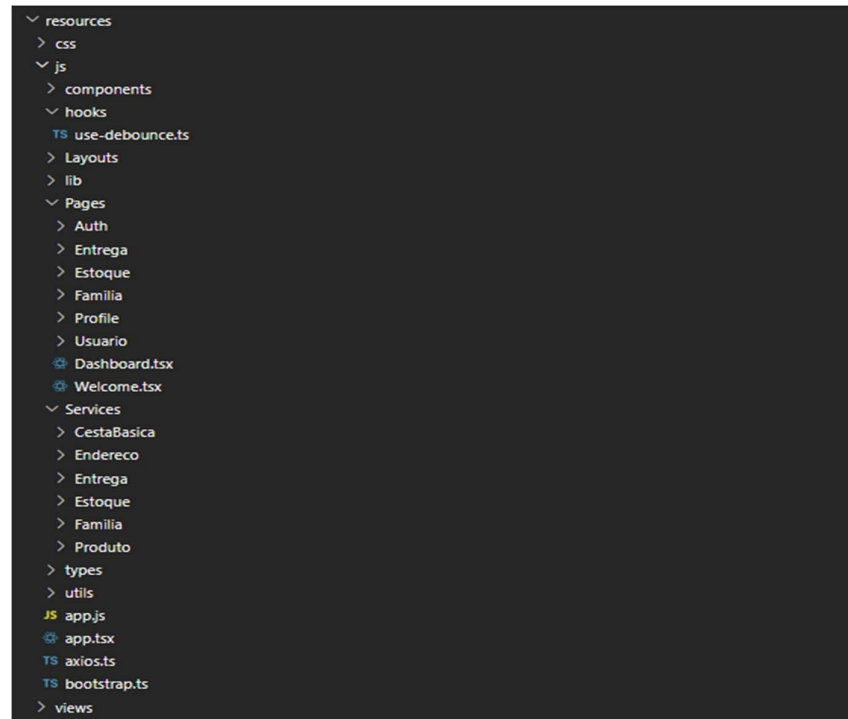 resources
css
js
components
hooks
TS use-debounce.ts
Layouts
lib
Pages
Auth
Entrega
Estoque
Familia
Profile
Usuario
Dashboard.tsx
Welcome.tsx
Services
CestaBasica
Endereco
Entrega
Estoque
Familia
Produto
types
utils
JS app.js
app.tsx
TS axios.ts
TS bootstrap.ts
views